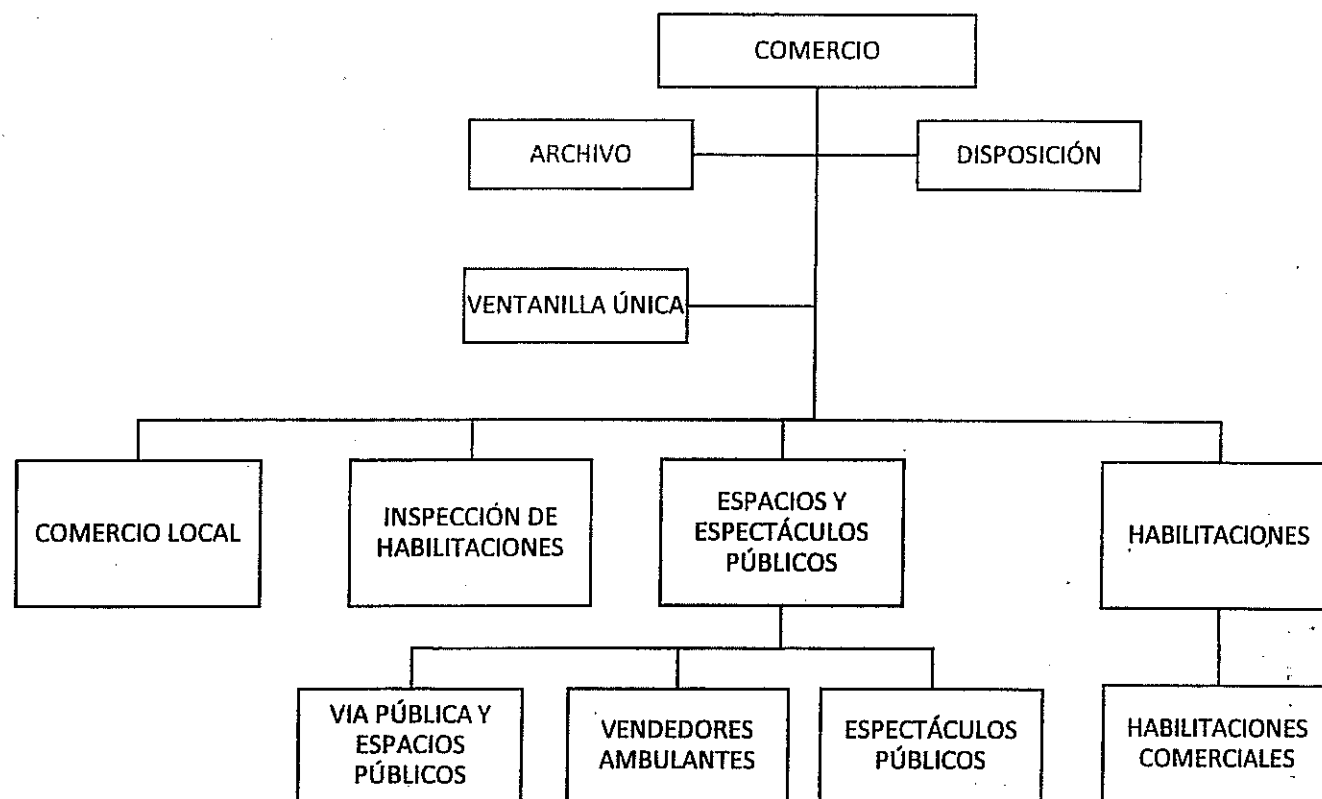 COMERCIO
ARCHIVO
DISPOSICIÓN
VENTANILLA ÚNICA
COMERCIO LOCAL
INSPECCIÓN DE
HABILITACIONES
ESPACIOS Y
ESPECTÁCULOS
PÚBLICOS
HABILITACIONES
VIA PÚBLICA Y
ESPACIOS
PÚBLICOS
VENDEDORES
AMBULANTES
ESPECTÁCULOS
PÚBLICOS
HABILITACIONES
COMERCIALES